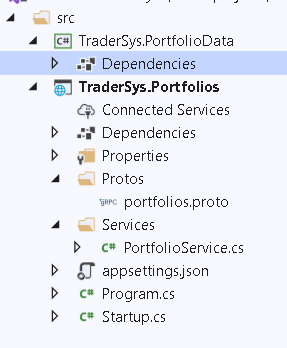 src
C# TraderSys.PortfolioData
Dependencies
TraderSys.Portfolios
Connected Services
Dependencies
Properties
Protos
gRPC portfolios.proto
Services
C# PortfolioService.cs
appsettings.json
C# Program.cs
C# Startup.cs